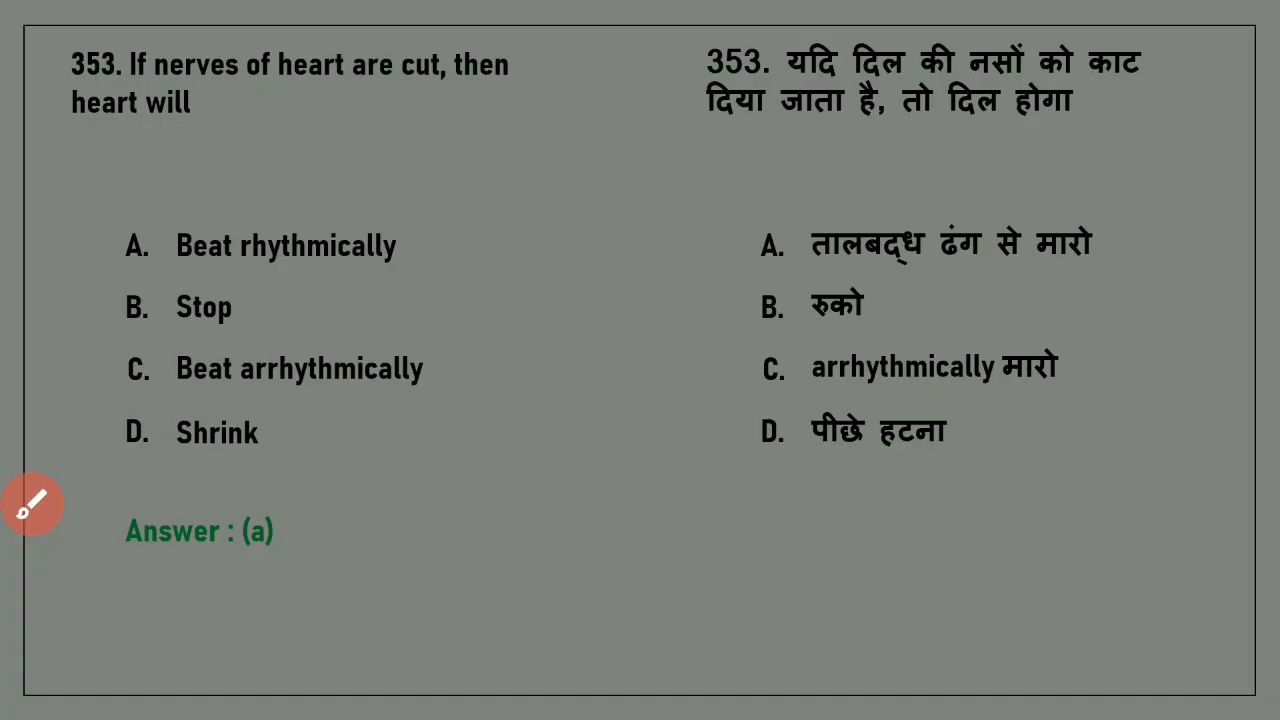 353. If nerves of heart are cut, then
heart will
A. Beat rhythmically
B. Stop
C. Beat arrhythmically
D. Shrink
Answer : (a)
353. यदि दिल की नसों को काट
दिया जाता है, तो दिल होगा
A. तालबद्ध ढंग से मारो
B. रुको
C. arrhythmically मारो
D. पीछे हटना